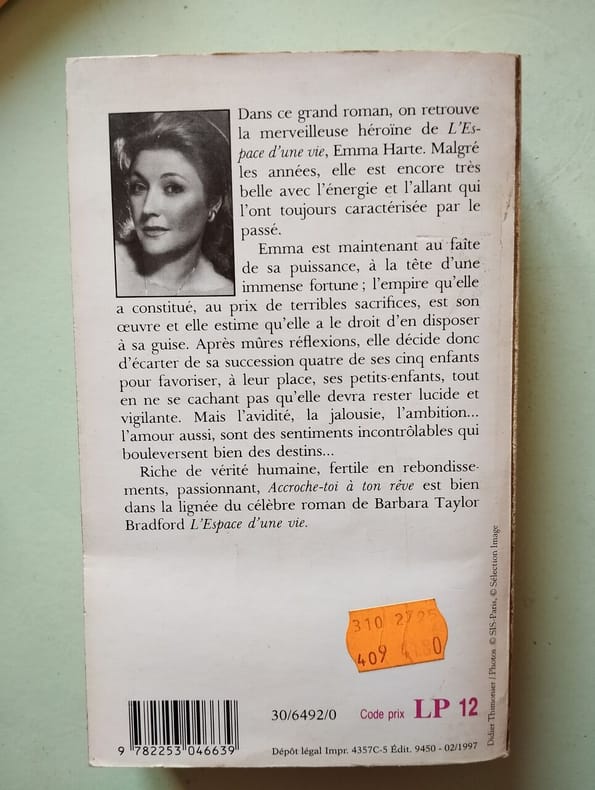 Dans ce grand roman, on retrouve
la merveilleuse héroïne de L'Es-
pace d'une vie, Emma Harte. Malgré
les années, elle est encore très
belle avec l'énergie et l'allant qui
l'ont toujours caractérisée par le
passé.
Emma est maintenant au faîte
de sa puissance, à la tête d'une
immense fortune ; l'empire qu'elle
a constitué, au prix de terribles sacrifices, est son
œuvre et elle estime qu'elle a le droit d'en disposer
à sa guise. Après mûres réflexions, elle décide donc
d'écarter de sa succession quatre de ses cinq enfants
pour favoriser, à leur place, ses petits-enfants, tout
en ne se cachant pas qu'elle devra rester lucide et
vigilante. Mais l'avidité, la jalousie, l'ambition...
l'amour aussi, sont des sentiments incontrôlables qui
bouleversent bien des destins...
Riche de vérité humaine, fertile en rebondisse-
ments, passionnant, Accroche-toi à ton rêve est bien
dans la lignée du célèbre roman de Barbara Taylor
Bradford L'Espace d'une vie.
Didier Thimonier / Photos © SIS-Paris, © Sélection Image
310 2725
409
30/6492/0
Code prix LP 12
9 782253 046639
Dépôt légal Impr. 4357C-5 Édit. 9450 - 02/1997